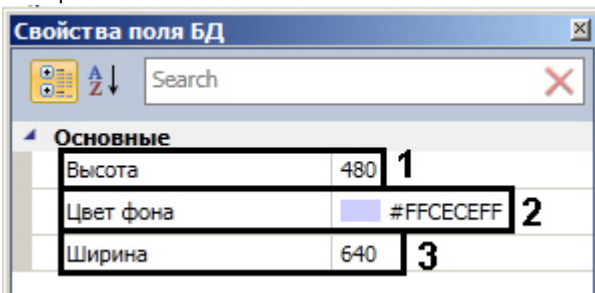 Свойства поля БД
A
Z
Search
Основные
Высота 480 1
Цвет фона #FFCECEFF 2
Ширина 640 3